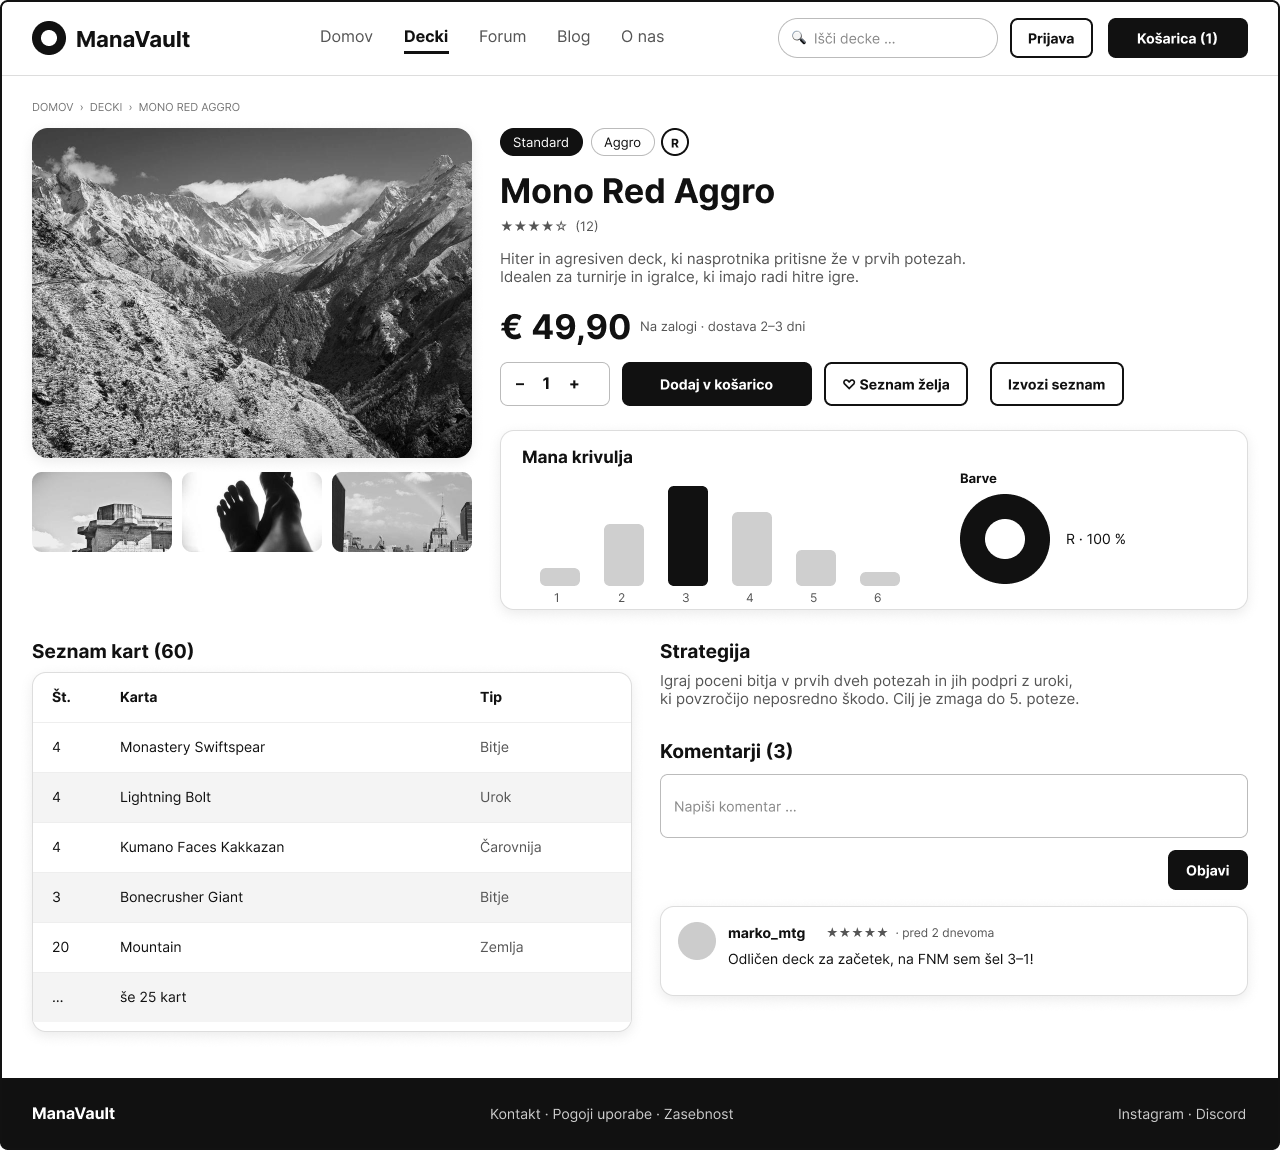 ManaVault
Domov Decki Forum Blog O nas
Išči decke ...
Prijava
Košarica (1)
DOMOV › DECKI › MONO RED AGGRO
Standard Aggro R
Mono Red Aggro
★★★★☆ (12)
Hiter in agresiven deck, ki nasprotnika pritisne že v prvih potezah.
Idealen za turnirje in igralce, ki imajo radi hitre igre.
€ 49,90 Na zalogi · dostava 2–3 dni
– 1 + Dodaj v košarico ♡ Seznam želja Izvozi seznam
Mana krivulja
1 2 3 4 5 6
Barve
R · 100 %
Seznam kart (60)
Št. Karta Tip
4 Monastery Swiftspear Bitje
4 Lightning Bolt Urok
4 Kumano Faces Kakkazan Čarovnija
3 Bonecrusher Giant Bitje
20 Mountain Zemlja
... še 25 kart
Strategija
Igraj poceni bitja v prvih dveh potezah in jih podpri z uroki,
ki povzročijo neposredno škodo. Cilj je zmaga do 5. poteze.
Komentarji (3)
Napiši komentar ...
Objavi
marko_mtg ★★★★★ · pred 2 dnevoma
Odličen deck za začetek, na FNM sem šel 3–1!
ManaVault
Kontakt · Pogoji uporabe · Zasebnost
Instagram · Discord